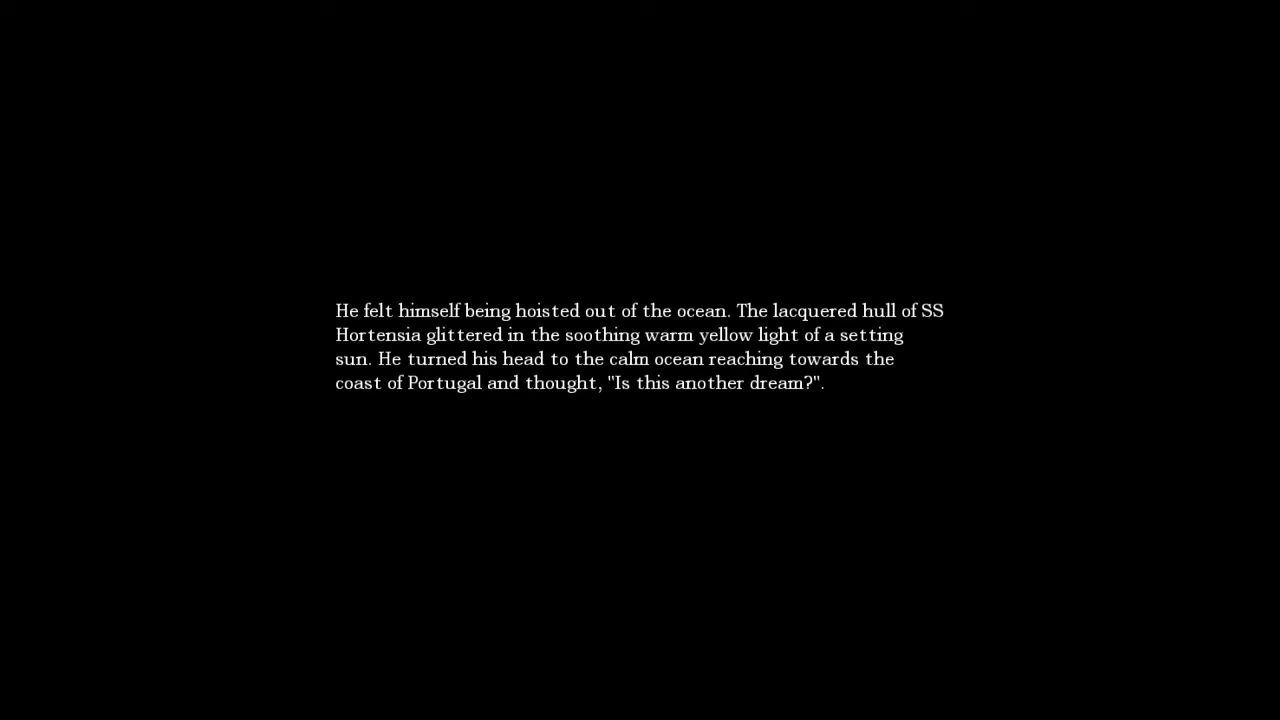 He felt himself being hoisted out of the ocean. The lacquered hull of SS
Hortensia glittered in the soothing warm yellow light of a setting
sun. He turned his head to the calm ocean reaching towards the
coast of Portugal and thought, "Is this another dream?".